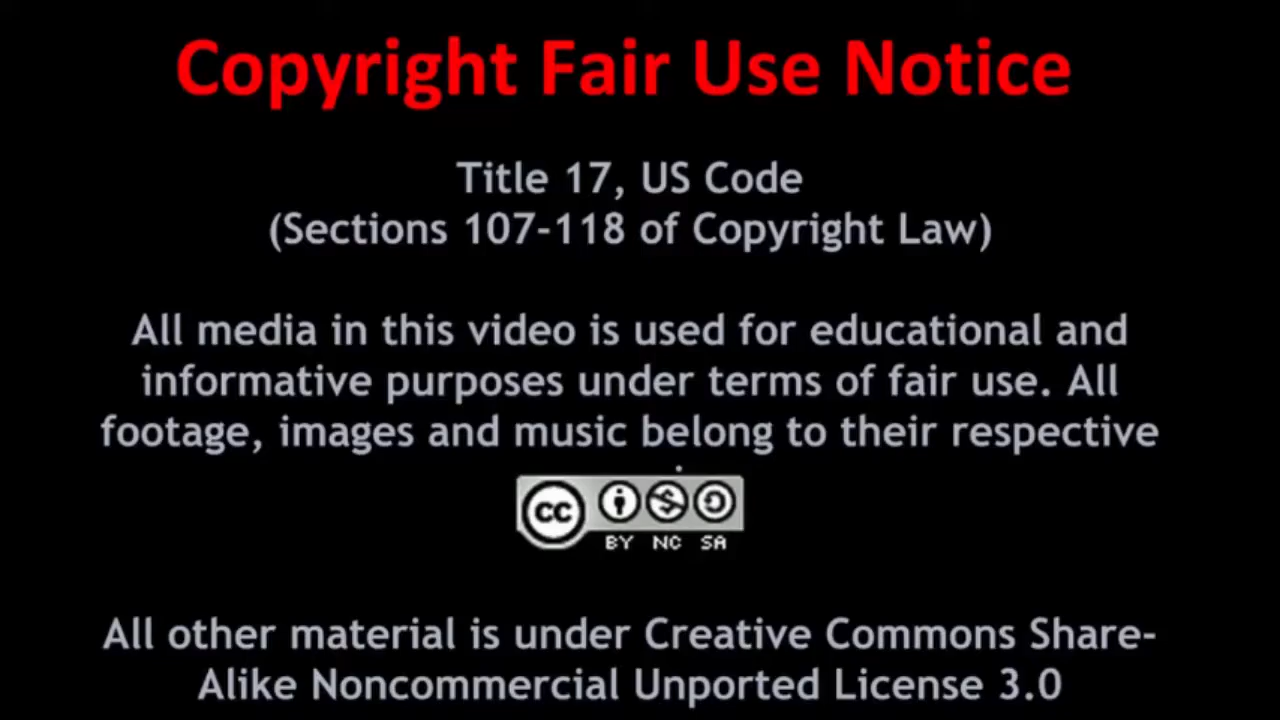 Copyright Fair Use Notice
Title 17, US Code
(Sections 107-118 of Copyright Law)
All media in this video is used for educational and
informative purposes under terms of fair use. All
footage, images and music belong to their respective
cc
BY NC SA
All other material is under Creative Commons Share-
Alike Noncommercial Unported License 3.0